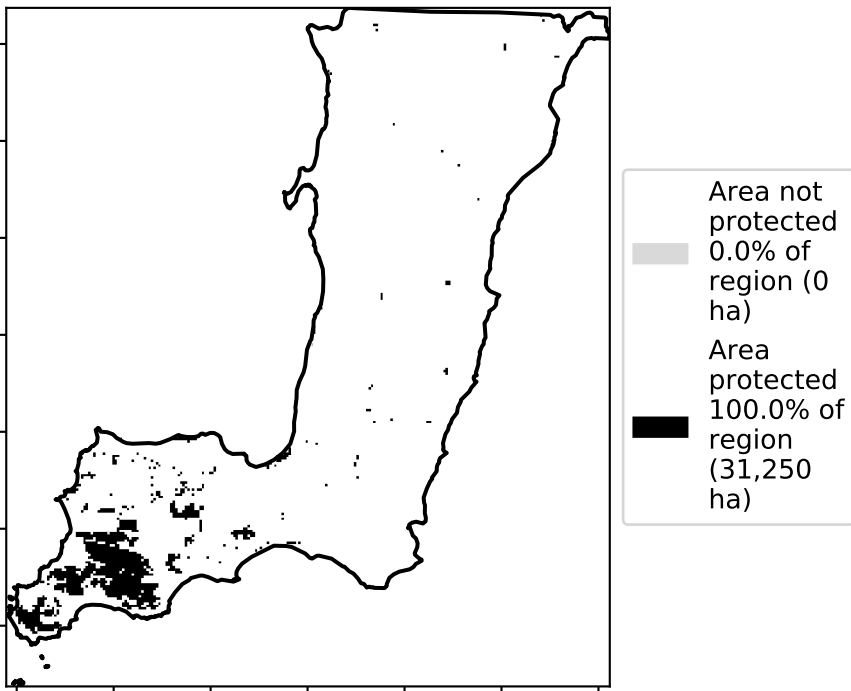 Area not
protected
0.0% of
region (0
ha)
Area
protected
100.0% of
region
(31,250
ha)